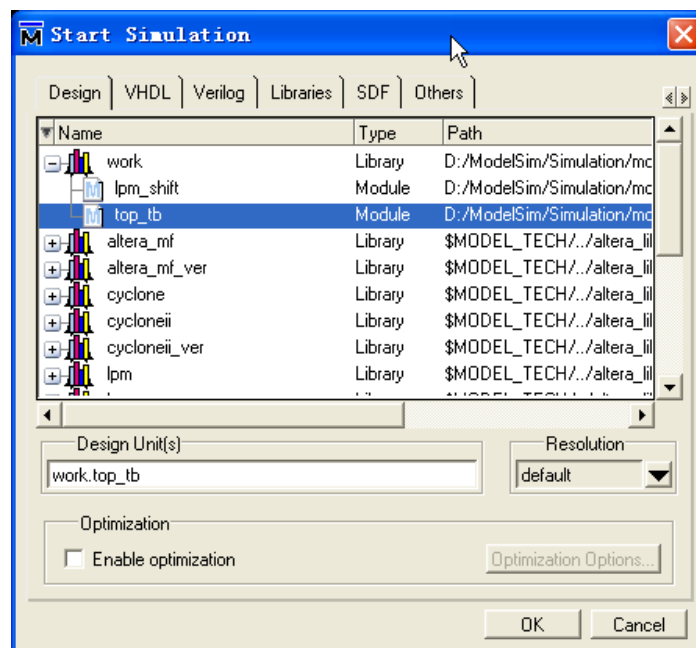 Start Simulation
Design VHDL Verilog Libraries SDF Others
Name Type Path
work Library D:/ModelSim/Simulation/mc
lpm_shift Module D:/ModelSim/Simulation/mc
top_tb Module D:/ModelSim/Simulation/mc
altera_mf Library $MODEL_TECH/../altera_lil
altera_mf_ver Library $MODEL_TECH/../altera_lil
cyclone Library $MODEL_TECH/../altera_lil
cycloneii Library $MODEL_TECH/../altera_lil
cycloneii_ver Library $MODEL_TECH/../altera_lil
lpm Library $MODEL_TECH/../altera_lil
Design Unit(s) Resolution
work.top_tb default
Optimization
Enable optimization Optimization Options...
OK Cancel